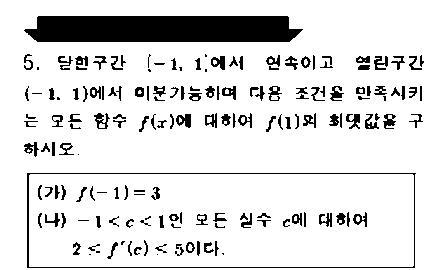 5. 닫힌구간 [-1, 1]에서 연속이고 열린구간
(-1, 1)에서 미분가능하며 다음 조건을 만족시키
는 모든 함수 f(x)에 대하여 f(1)의 최댓값을 구
하시오.
(가) f(-1)=3
(나) -1<c<1인 모든 실수 c에 대하여
2≤f'(c)≤5이다.